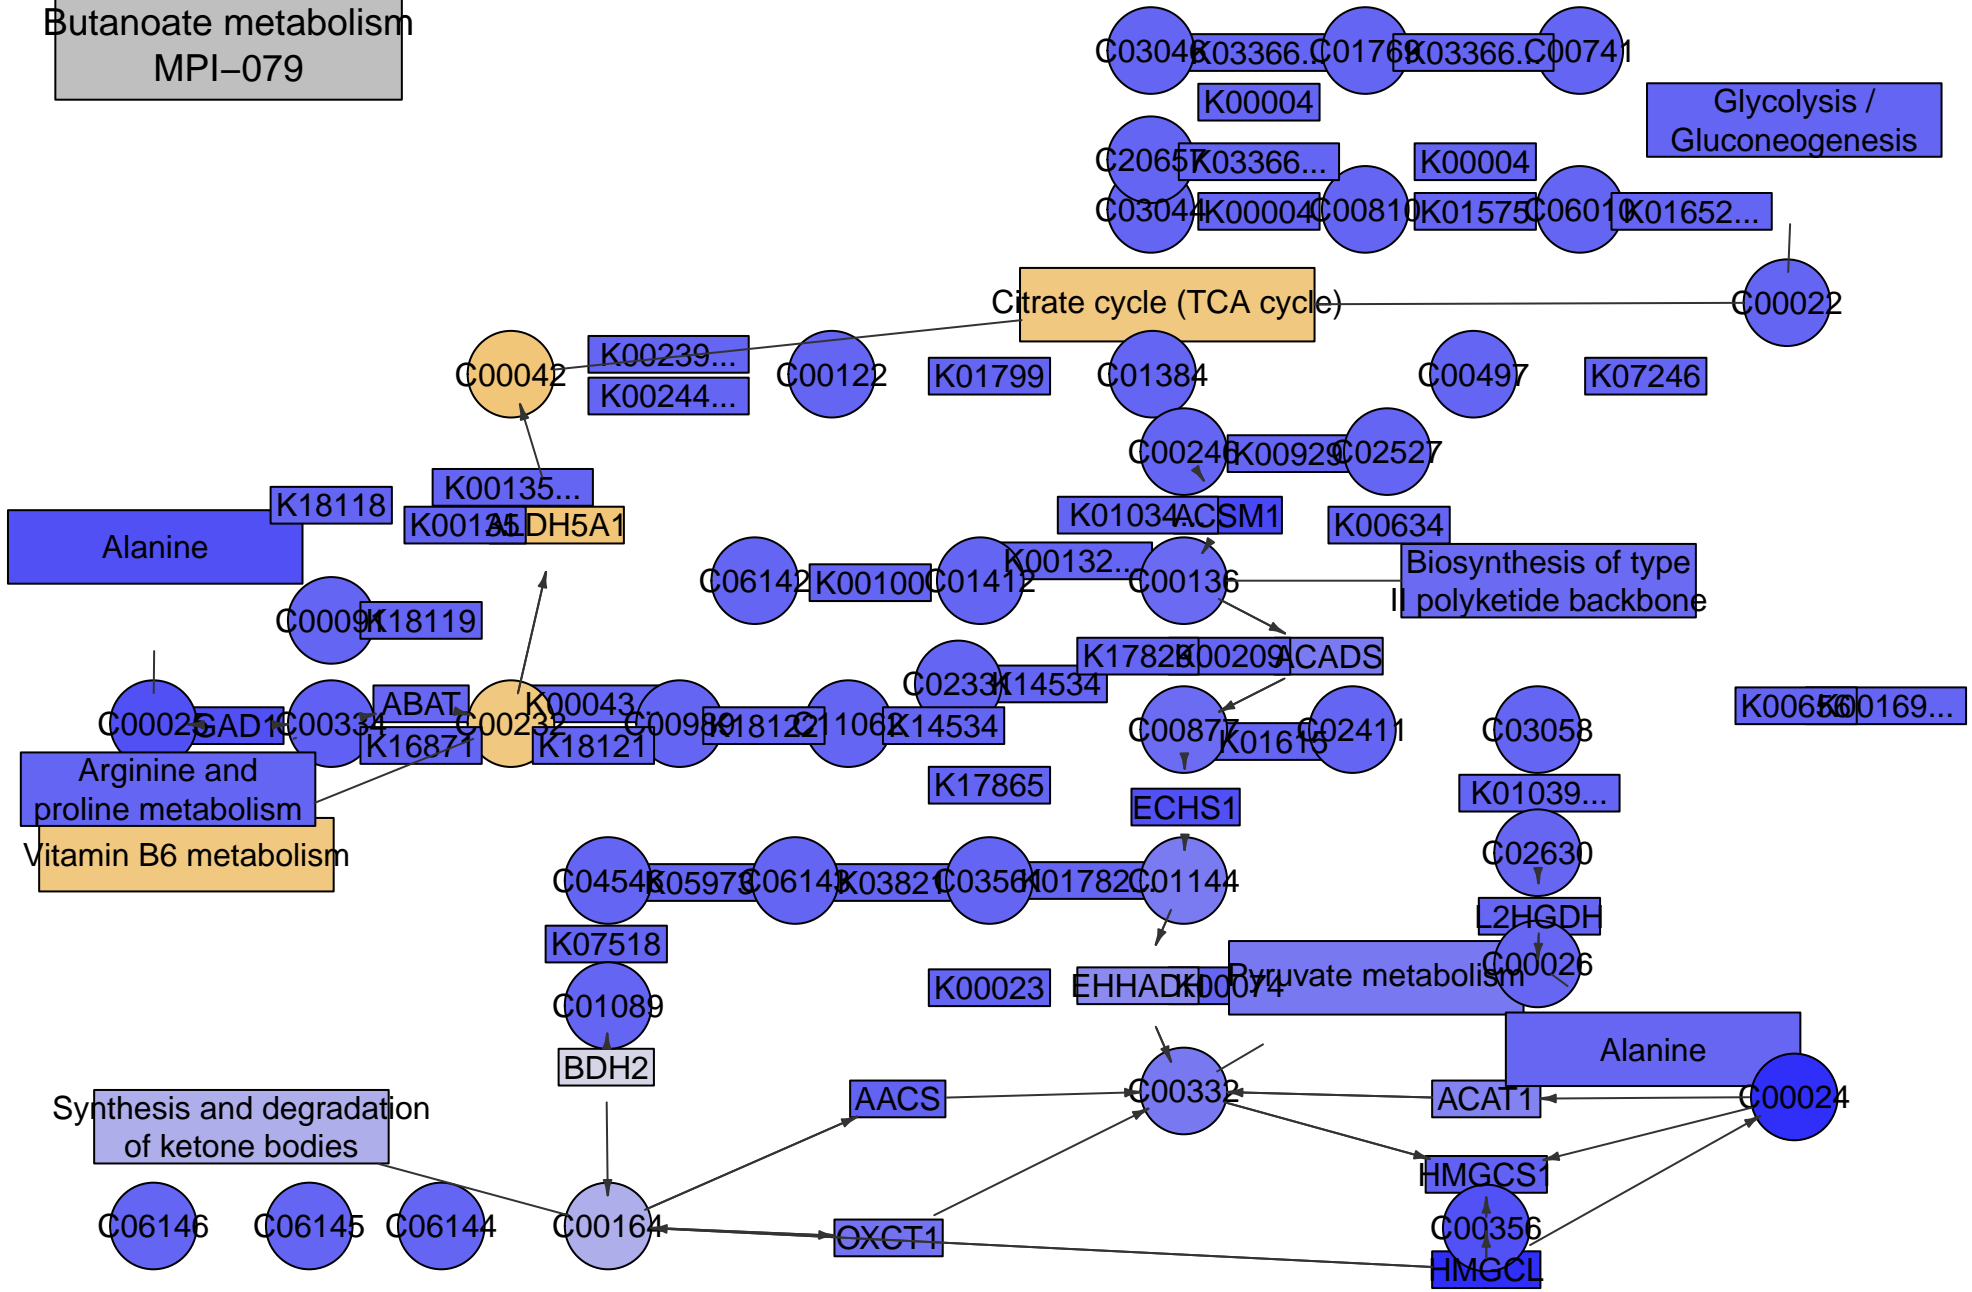 Butanoate metabolism
MPI−079
C03046
K03366...
C01769
K03366...
C00741
K00004
Glycolysis /
Gluconeogenesis
C20657
K03366...
K00004
C03044
K00004
C00810
K01575
C06010
K01652...
Citrate cycle (TCA cycle)
C00022
C00042
K00239...
K00244...
C00122
K01799
C01384
C00497
K07246
C00246
K00929
C02527
K18118
K00135...
K00135
ALDH5A1
K01034...
ACSM1
K00634
Alanine
C06142
K00100
C01412
K00132...
C00136
Biosynthesis of type
II polyketide backbone
C00091
K18119
K17829
K00209
ACADS
C02331
K14534
C00025
GAD1
C00334
ABAT
K16871
C00232
K00043...
K18121
C00989
K18122
C11062
K14534
C00877
K01615
C02411
C03058
K00656
K00169...
Arginine and
proline metabolism
K17865
ECHS1
K01039...
Vitamin B6 metabolism
C04546
K05973
C06143
K03821
C03561
K01782...
C01144
C02630
L2HGDH
K07518
C01089
K00023
EHHADH
K00074
Pyruvate metabolism
C00026
BDH2
Alanine
Synthesis and degradation
of ketone bodies
AACS
C00332
ACAT1
C00024
HMGCS1
C06146
C06145
C06144
C00164
OXCT1
C00356
HMGCL